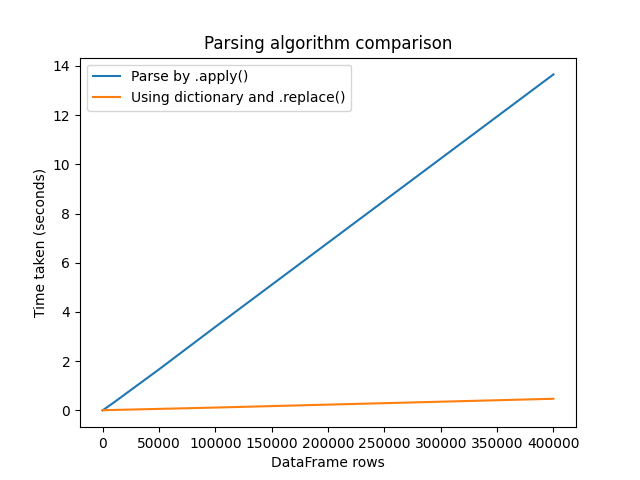 Parsing algorithm comparison
Parse by .apply()
Using dictionary and .replace()
Time taken (seconds)
14
12
10
8
6
4
2
0
0 50000 100000 150000 200000 250000 300000 350000 400000
DataFrame rows